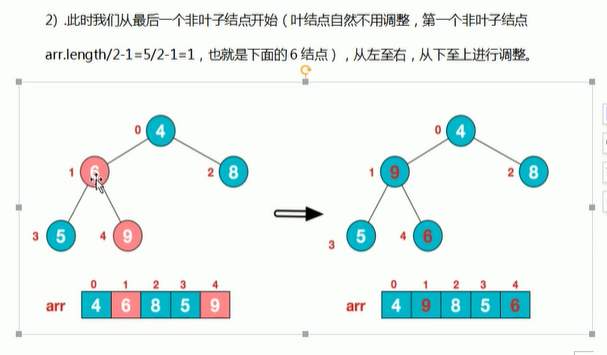 2）.此时我们从最后一个非叶子结点开始（叶结点自然不用调整，第一个非叶子结点
arr.length/2-1=5/2-1=1，也就是下面的6结点），从左至右，从下至上进行调整。
0 4
0 4
1 6
2 8
1 9
2 8
3 5
4 9
3 5
4 6
0 1 2 3 4
0 1 2 3 4
arr 4 6 8 5 9
arr 4 9 8 5 6